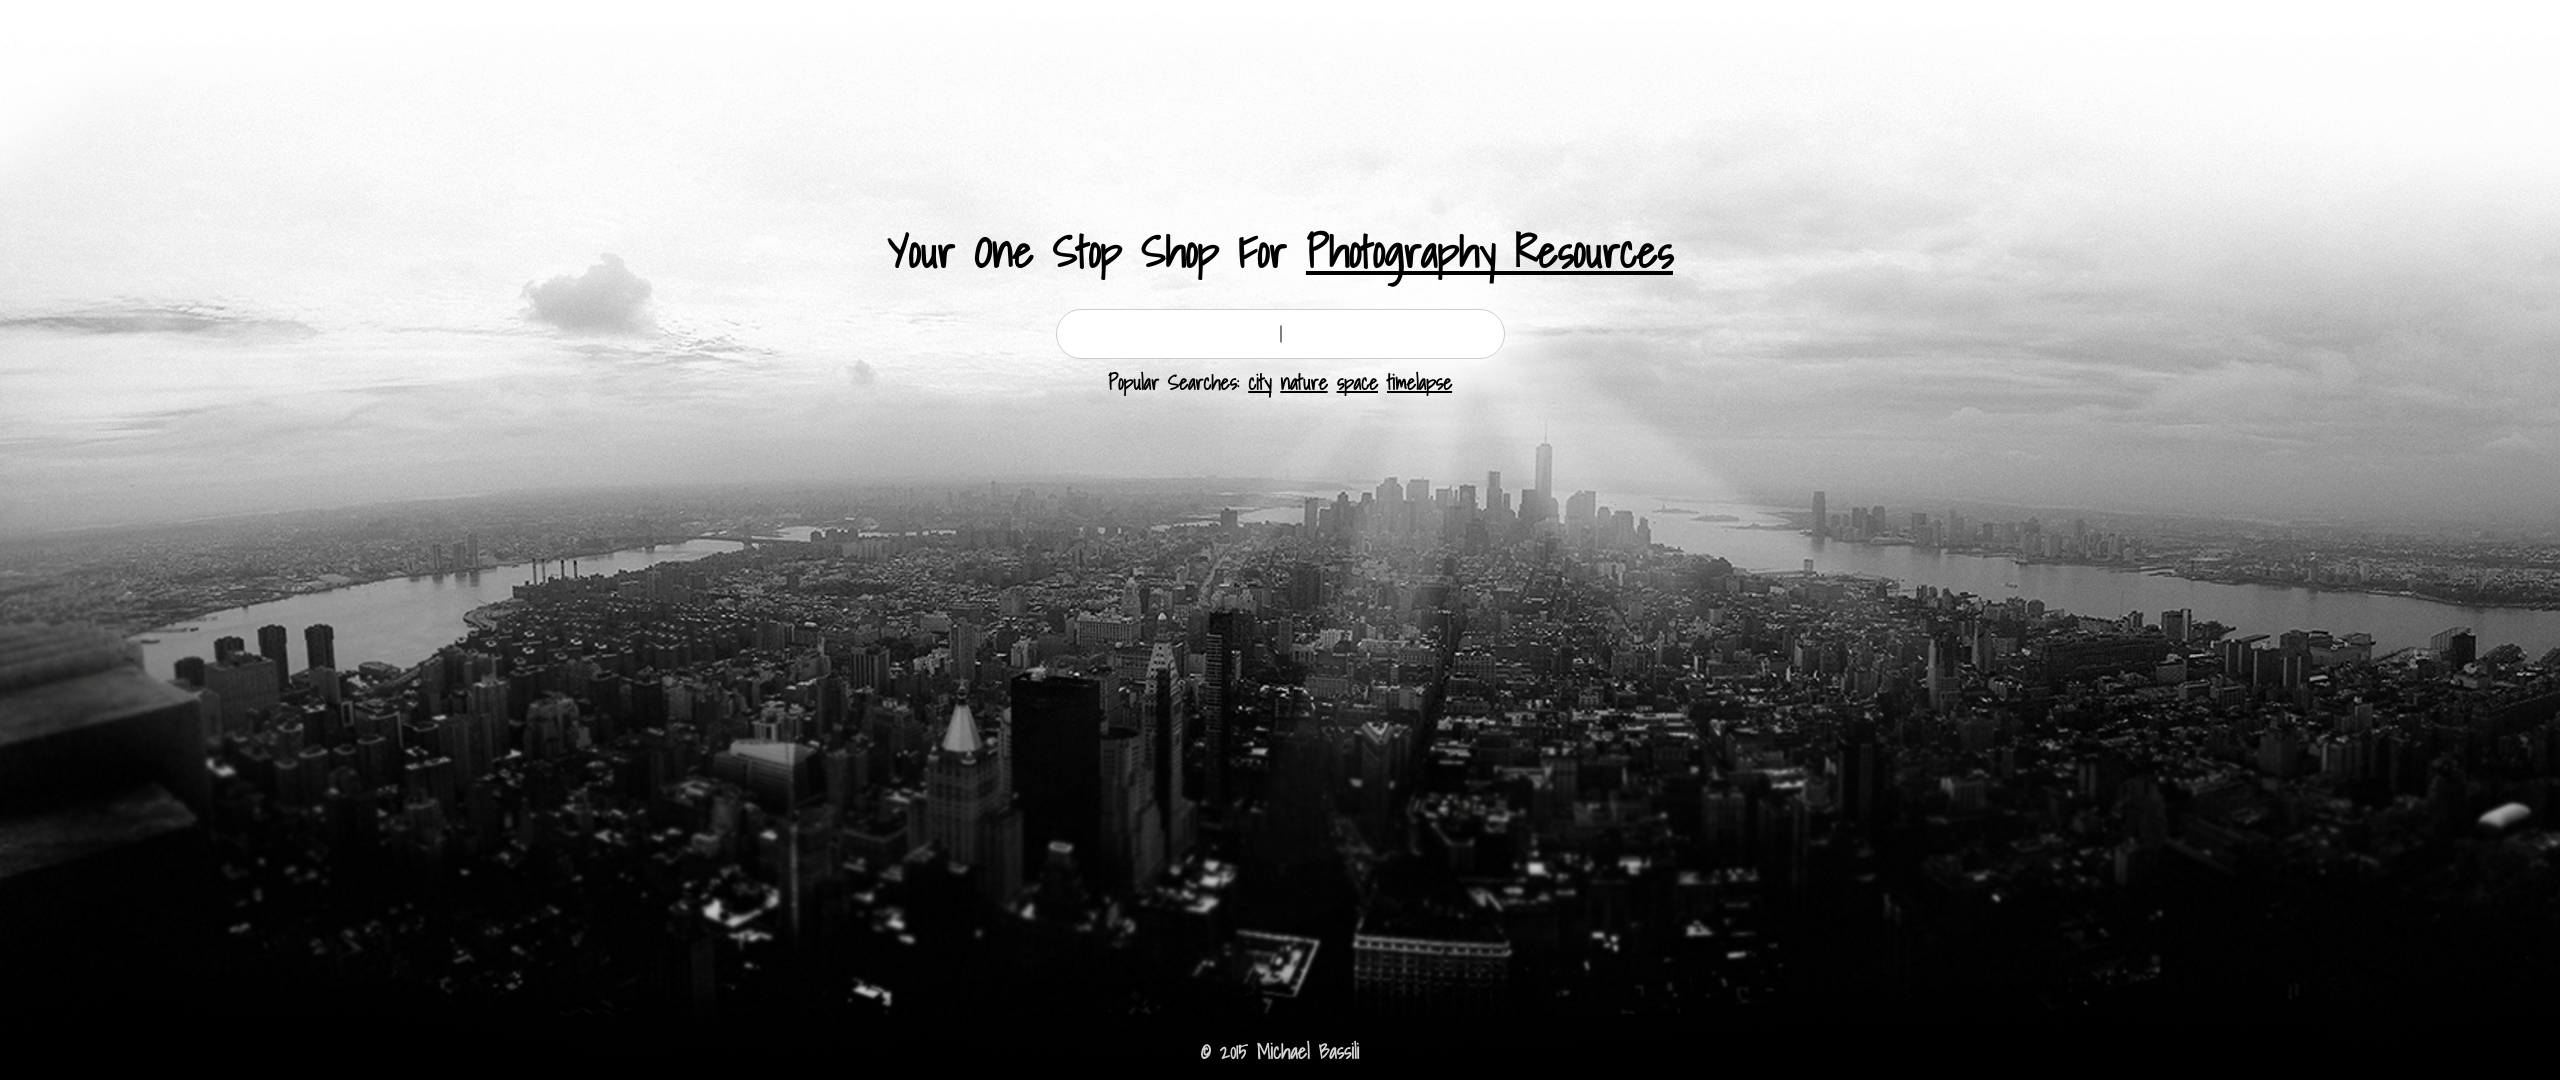 Your One Stop Shop For Photography Resources
Popular Searches: city nature space timelapse
© 2015 Michael Bassili